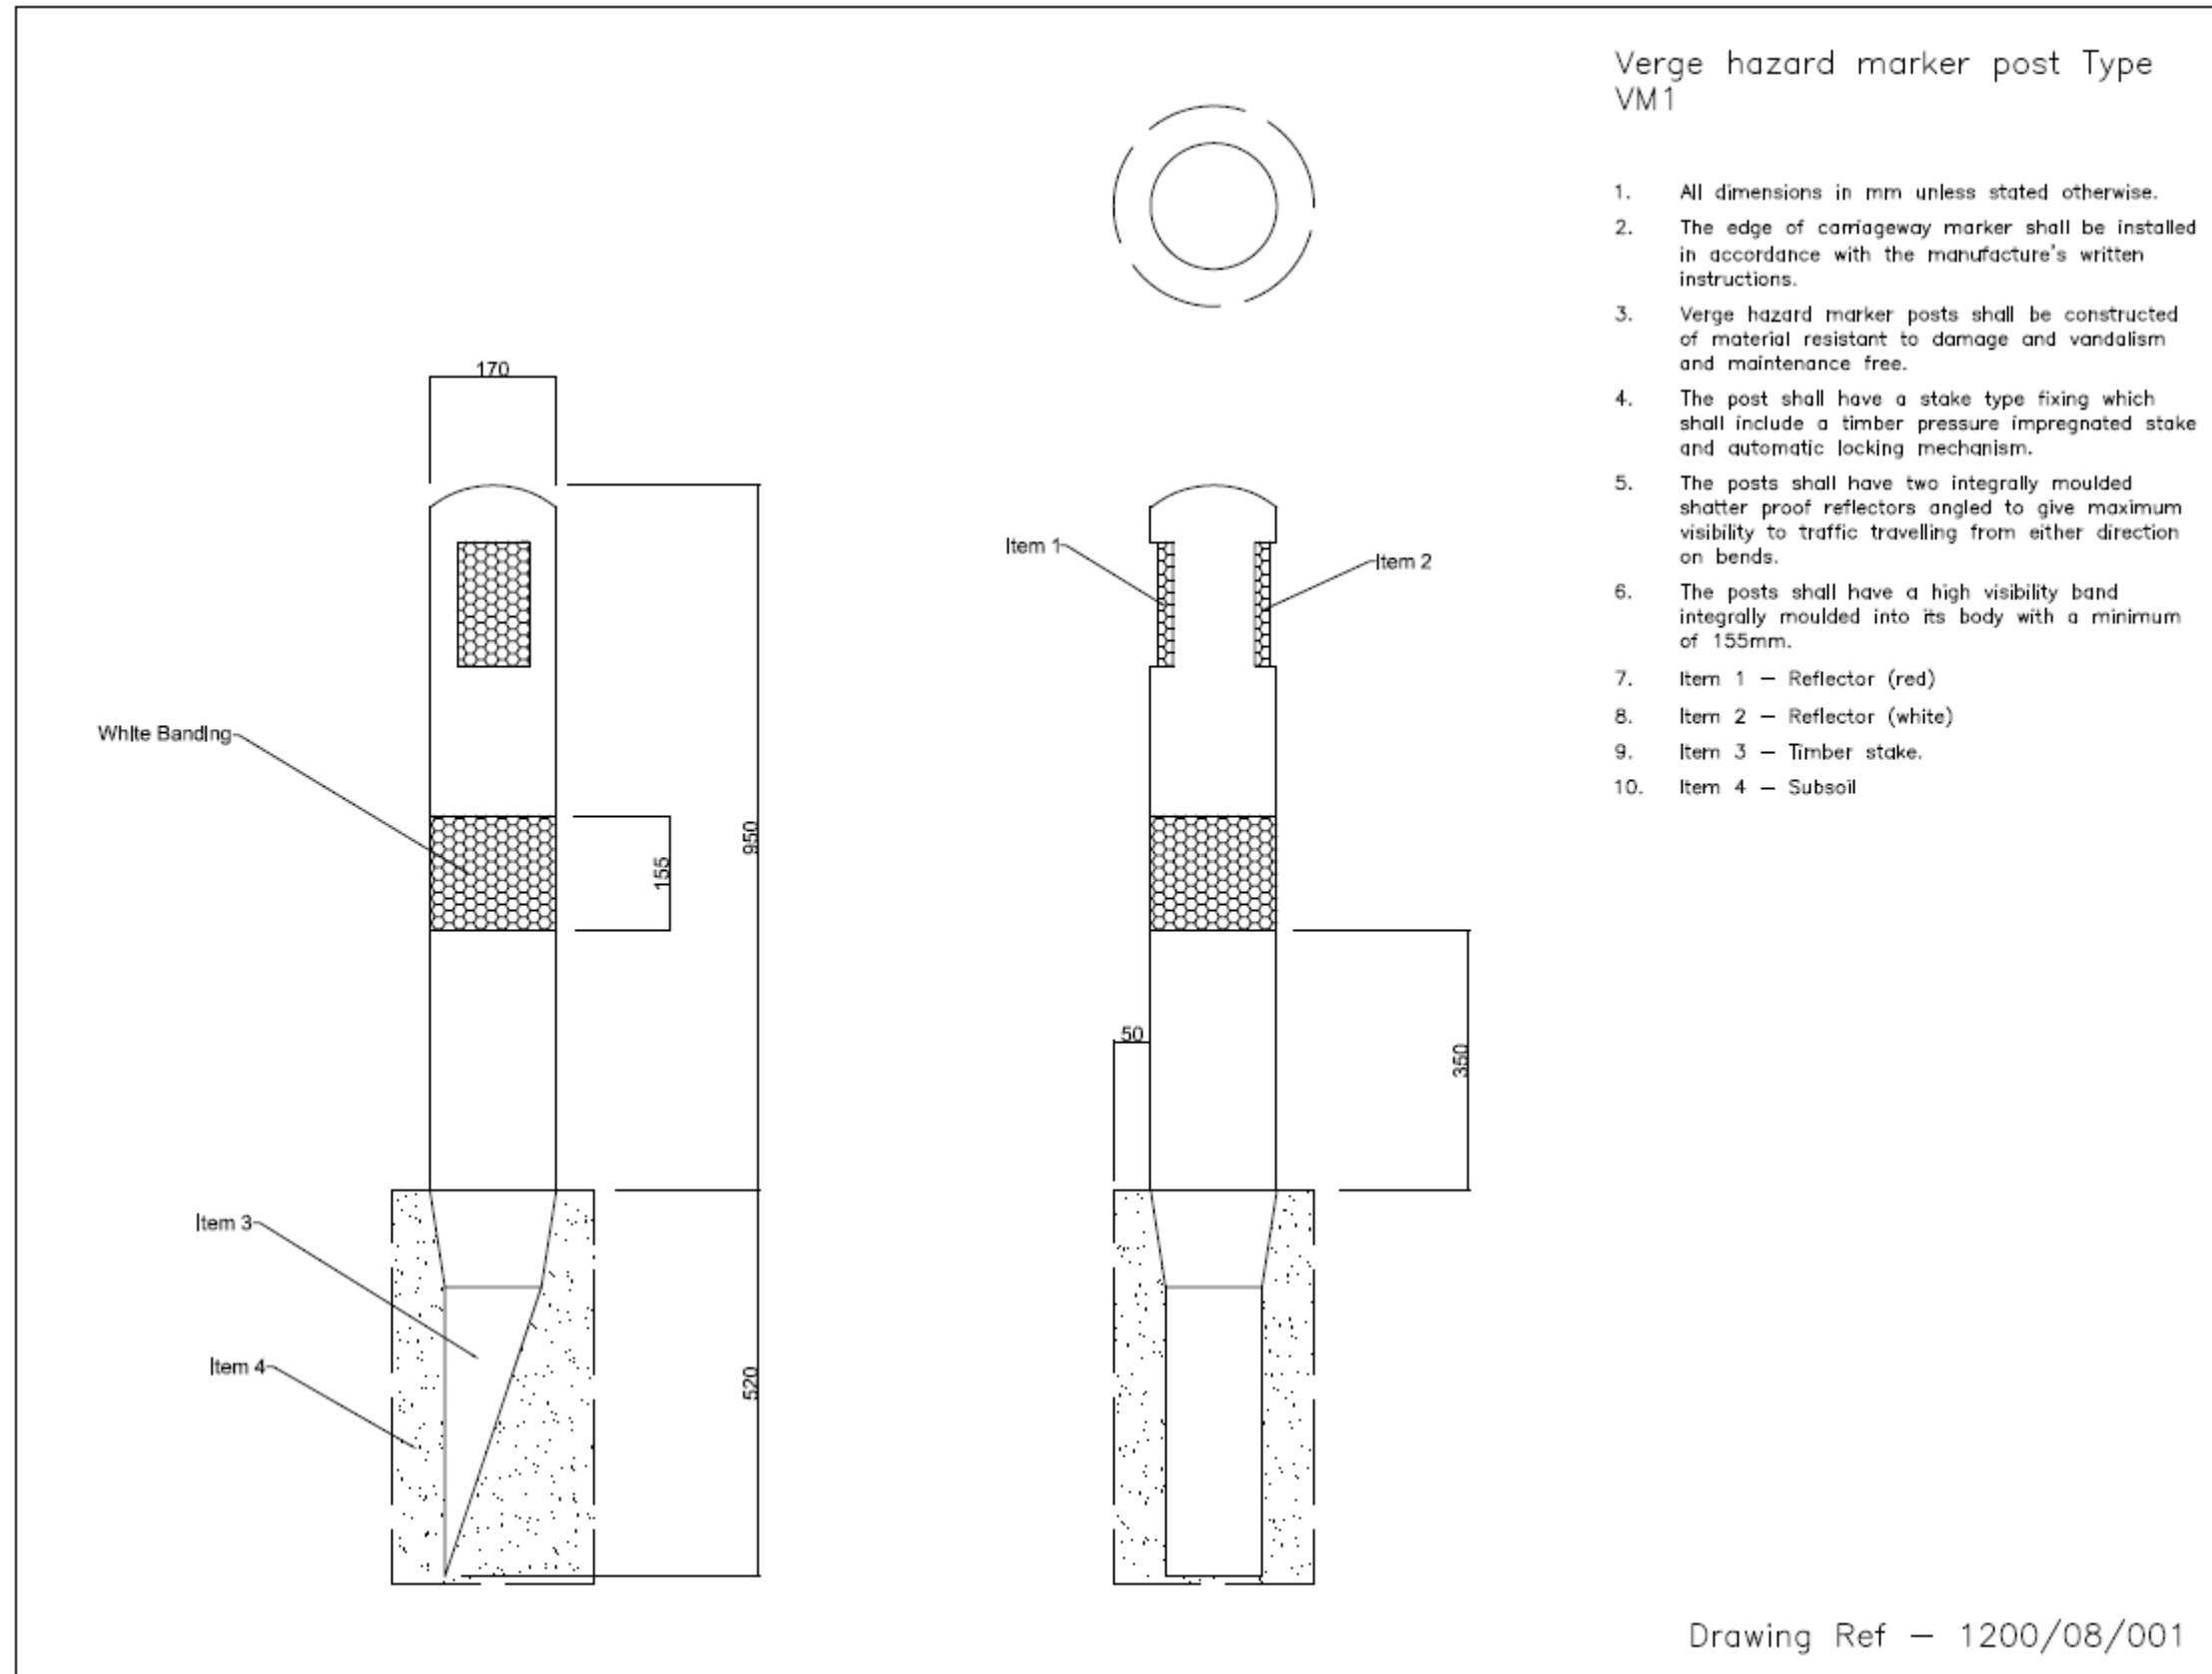 Verge hazard marker post Type
VM1
1. All dimensions in mm unless stated otherwise.
2. The edge of carriageway marker shall be installed
in accordance with the manufacture's written
instructions.
3. Verge hazard marker posts shall be constructed
of material resistant to damage and vandalism
and maintenance free.
4. The post shall have a stake type fixing which
shall include a timber pressure impregnated stake
and automatic locking mechanism.
5. The posts shall have two integrally moulded
shatter proof reflectors angled to give maximum
visibility to traffic travelling from either direction
on bends.
6. The posts shall have a high visibility band
integrally moulded into its body with a minimum
of 155mm.
7. Item 1 – Reflector (red)
8. Item 2 – Reflector (white)
9. Item 3 – Timber stake.
10. Item 4 – Subsoil
170
White Banding
155
950
Item 3
Item 4
520
Item 1
Item 2
50
350
Drawing Ref – 1200/08/001